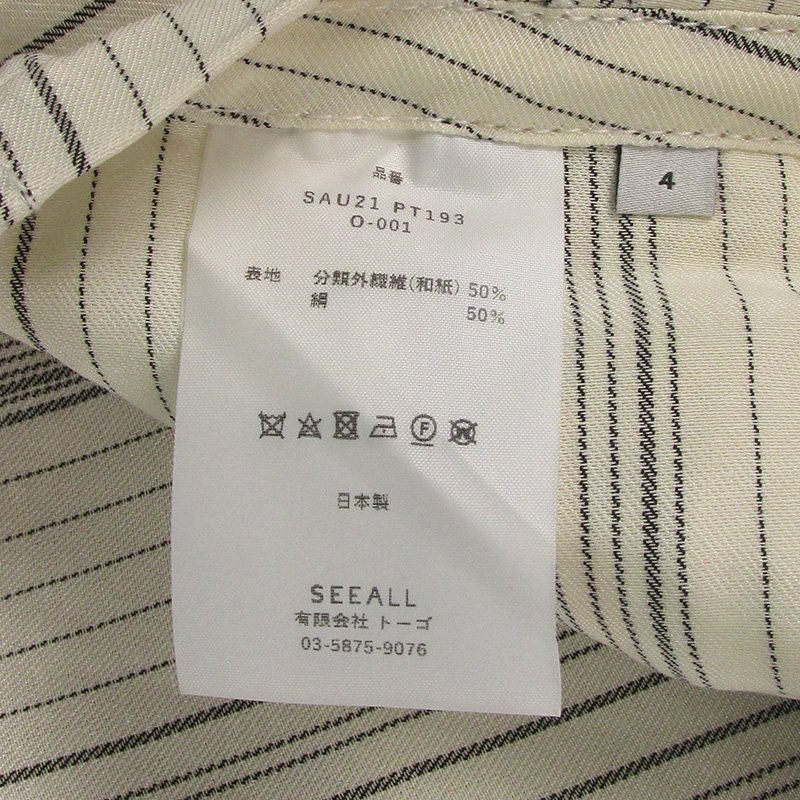 品番
SAU21 PT193
O-001
4
表地 分類外繊維(和紙) 50%
絹 50%
F
W
日本製
SEEALL
有限会社 トーゴ
03-5875-9076